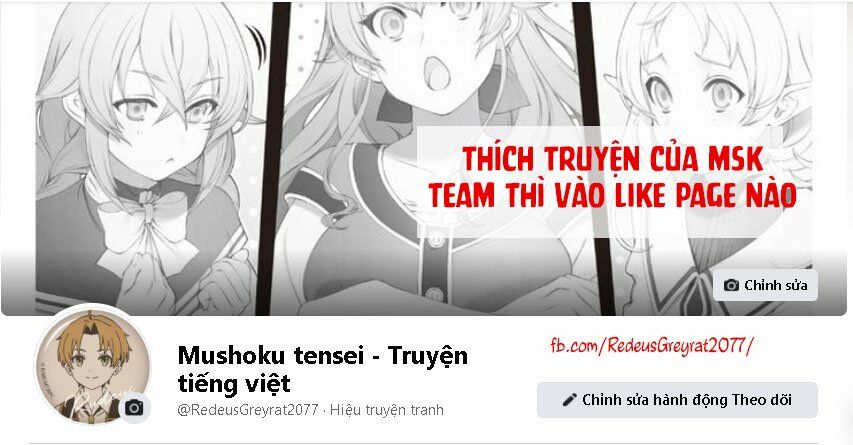 THÍCH TRUYỆN CỦA MSK
TEAM THÌ VÀO LIKE PAGE NÀO
Chỉnh sửa
Mushoku tensei - Truyện
tiếng việt
fb.com/RedeusGreyrat2077/
@RedeusGreyrat2077 · Hiệu truyện tranh
Chỉnh sửa hành động Theo dõi
Rudeus